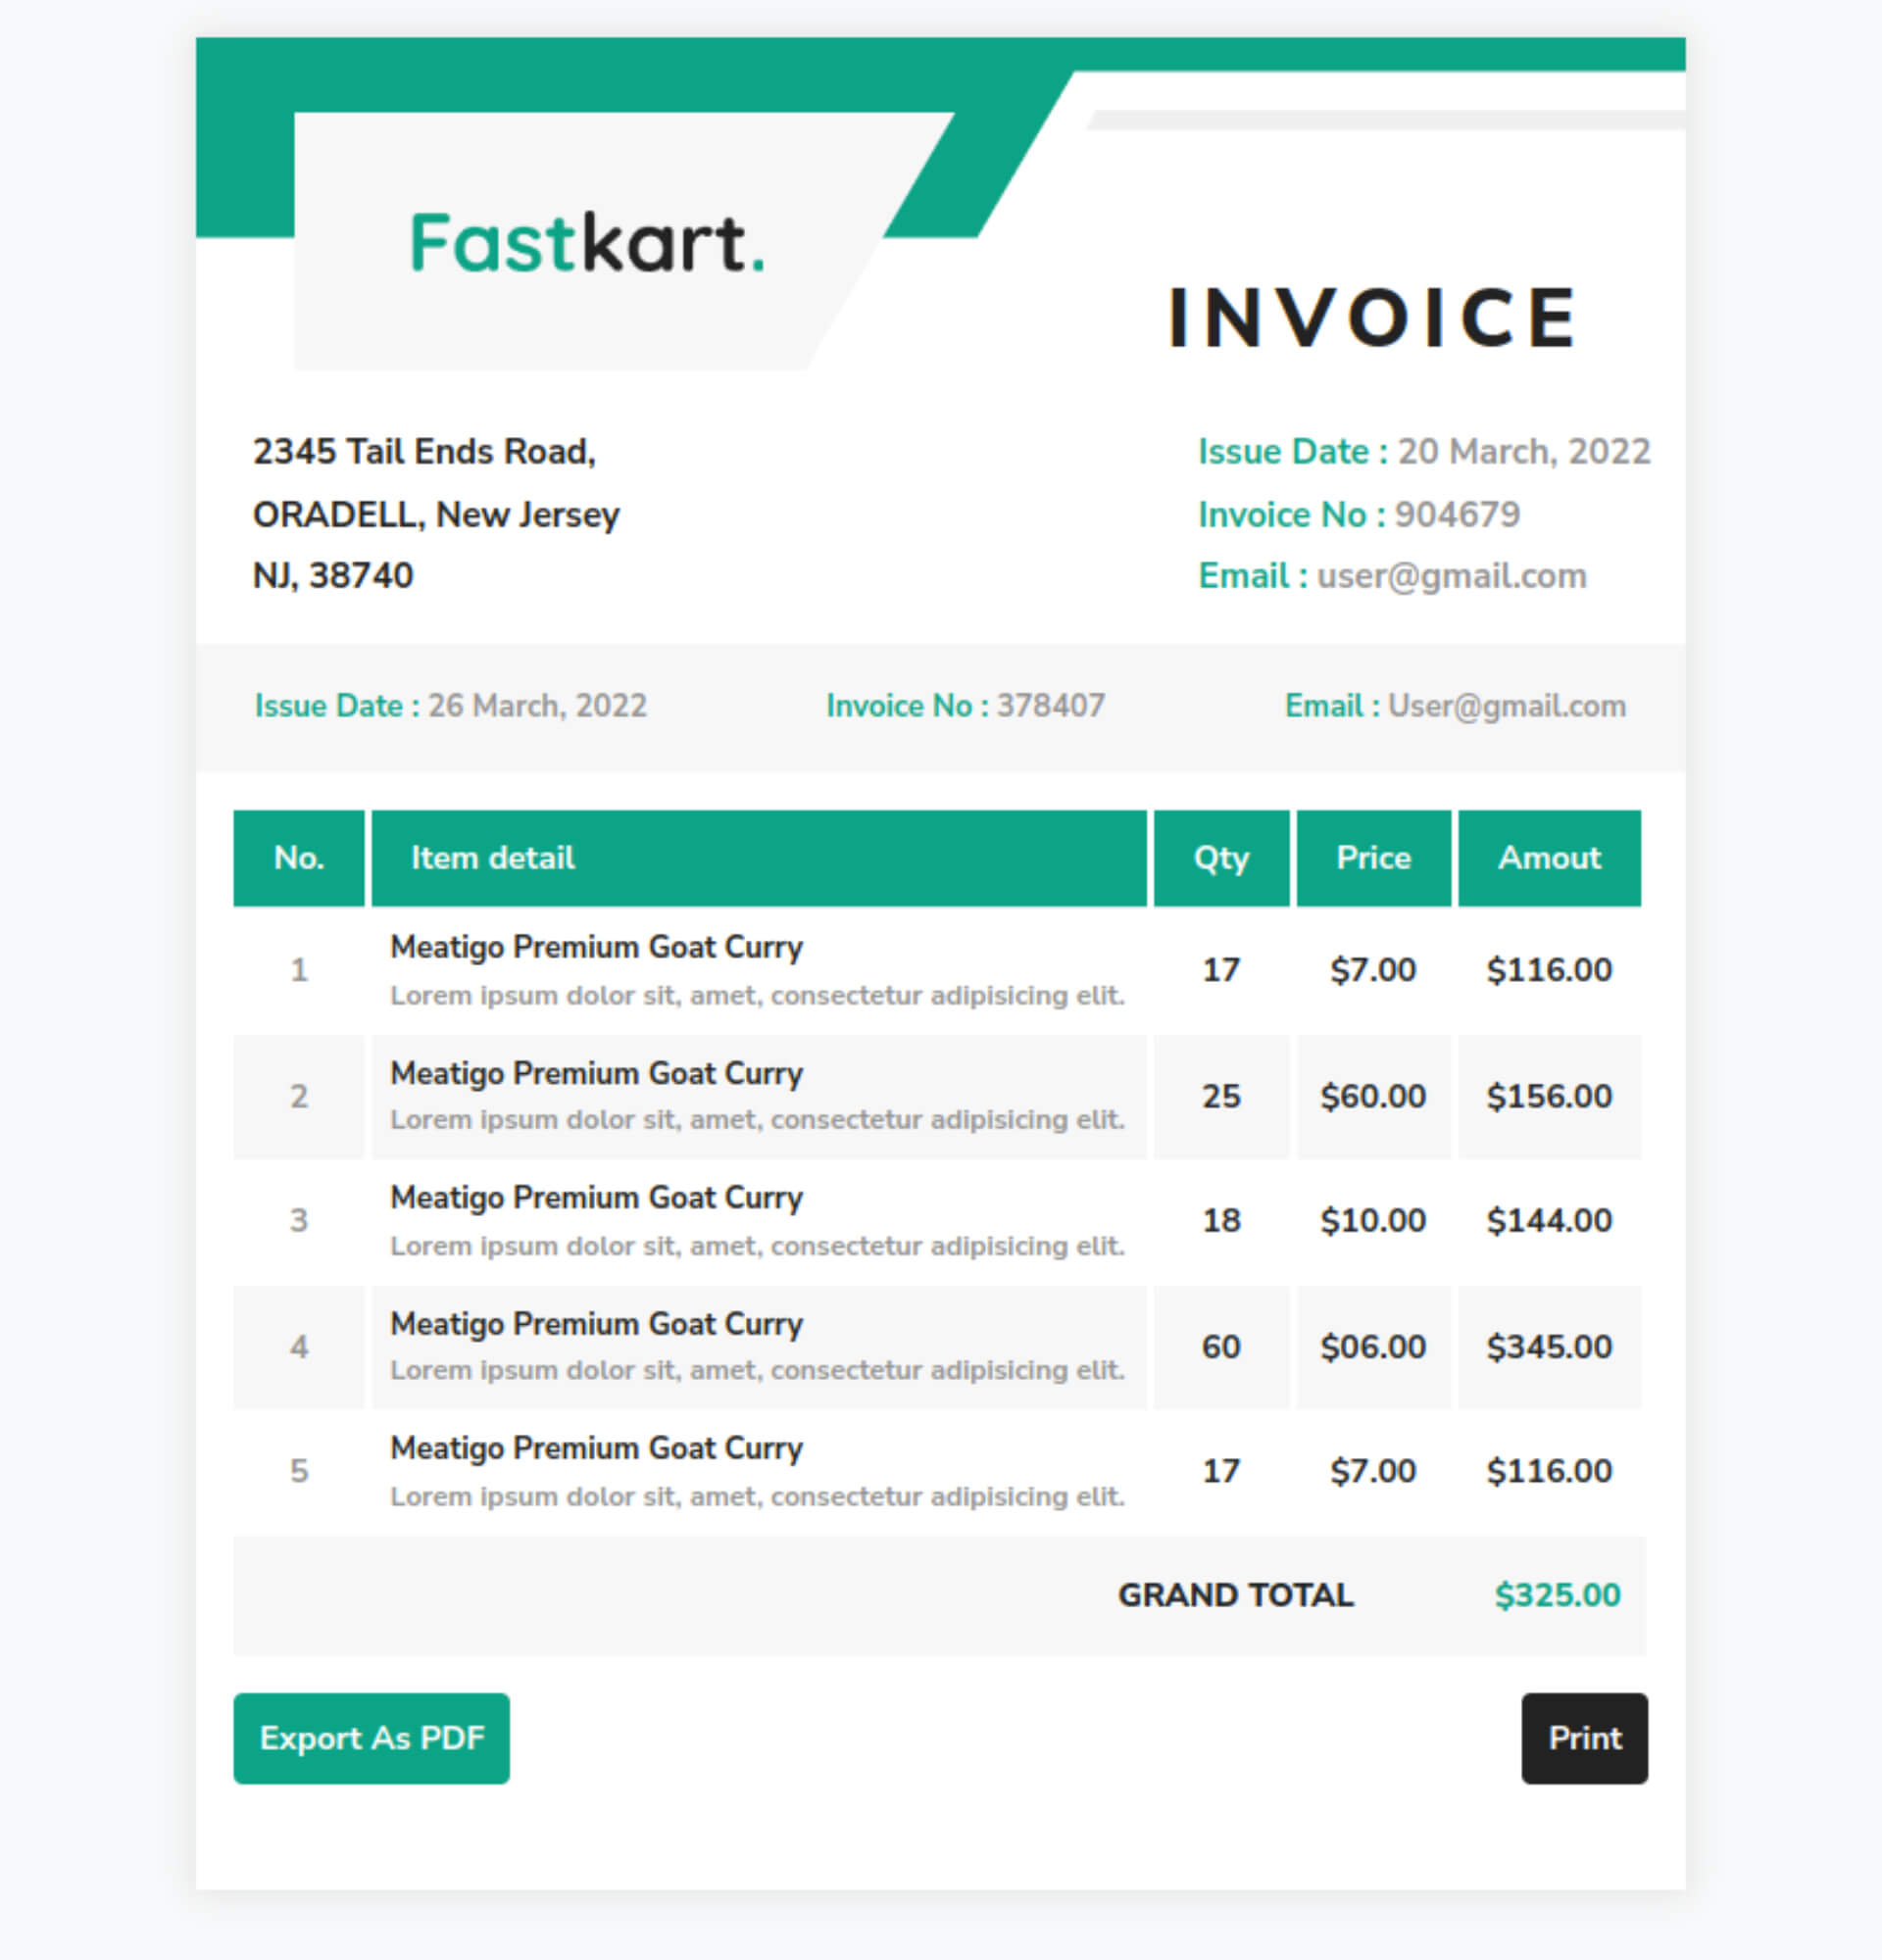 Fastkart.
INVOICE
2345 Tail Ends Road,
ORADELL, New Jersey
NJ, 38740
Issue Date : 20 March, 2022
Invoice No : 904679
Email : user@gmail.com
Issue Date : 26 March, 2022 Invoice No : 378407 Email : User@gmail.com
No. Item detail Qty Price Amout
1 Meatigo Premium Goat Curry 17 $7.00 $116.00
Lorem ipsum dolor sit, amet, consectetur adipisicing elit.
2 Meatigo Premium Goat Curry 25 $60.00 $156.00
Lorem ipsum dolor sit, amet, consectetur adipisicing elit.
3 Meatigo Premium Goat Curry 18 $10.00 $144.00
Lorem ipsum dolor sit, amet, consectetur adipisicing elit.
4 Meatigo Premium Goat Curry 60 $06.00 $345.00
Lorem ipsum dolor sit, amet, consectetur adipisicing elit.
5 Meatigo Premium Goat Curry 17 $7.00 $116.00
Lorem ipsum dolor sit, amet, consectetur adipisicing elit.
GRAND TOTAL $325.00
Export As PDF Print